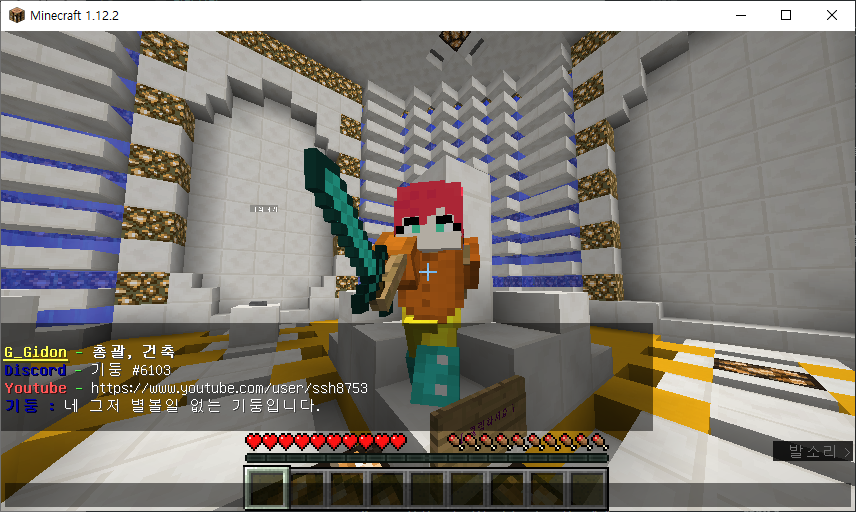 Minecraft 1.12.2
G_Gidon - 총괄, 건축
Discord - 기둥 #6103
Youtube - https://www.youtube.com/user/ssh8753
기둥 : 네 그저 별볼일 없는 기둥입니다.
발소리 >